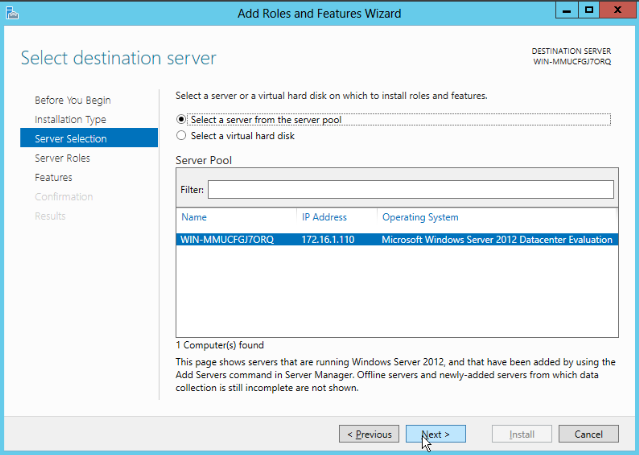 Add Roles and Features Wizard
Select destination server
DESTINATION SERVER
WIN-MMUCFGJ7ORQ
Before You Begin
Installation Type
Server Selection
Server Roles
Features
Confirmation
Results
Select a server or a virtual hard disk on which to install roles and features.
Select a server from the server pool
Select a virtual hard disk
Server Pool
Filter:
Name IP Address Operating System
WIN-MMUCFGJ7ORQ 172.16.1.110 Microsoft Windows Server 2012 Datacenter Evaluation
1 Computer(s) found
This page shows servers that are running Windows Server 2012, and that have been added by using the
Add Servers command in Server Manager. Offline servers and newly-added servers from which data
collection is still incomplete are not shown.
< Previous Next > Install Cancel